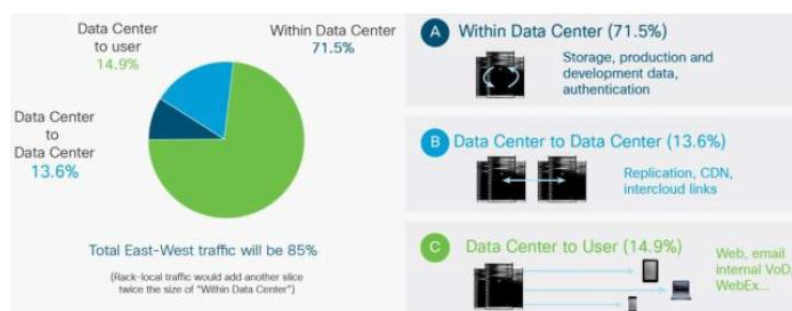 Data Center
to user
14.9%
Within Data Center
71.5%
Data Center
to
Data Center
13.6%
Total East-West traffic will be 85%
(Rack-local traffic would add another slice
twice the size of "Within Data Center")
A Within Data Center (71.5%)
Storage, production and
development data,
authentication
B Data Center to Data Center (13.6%)
Replication, CDN,
intercloud links
C Data Center to User (14.9%)
Web, email
internal VoD,
WebEx...